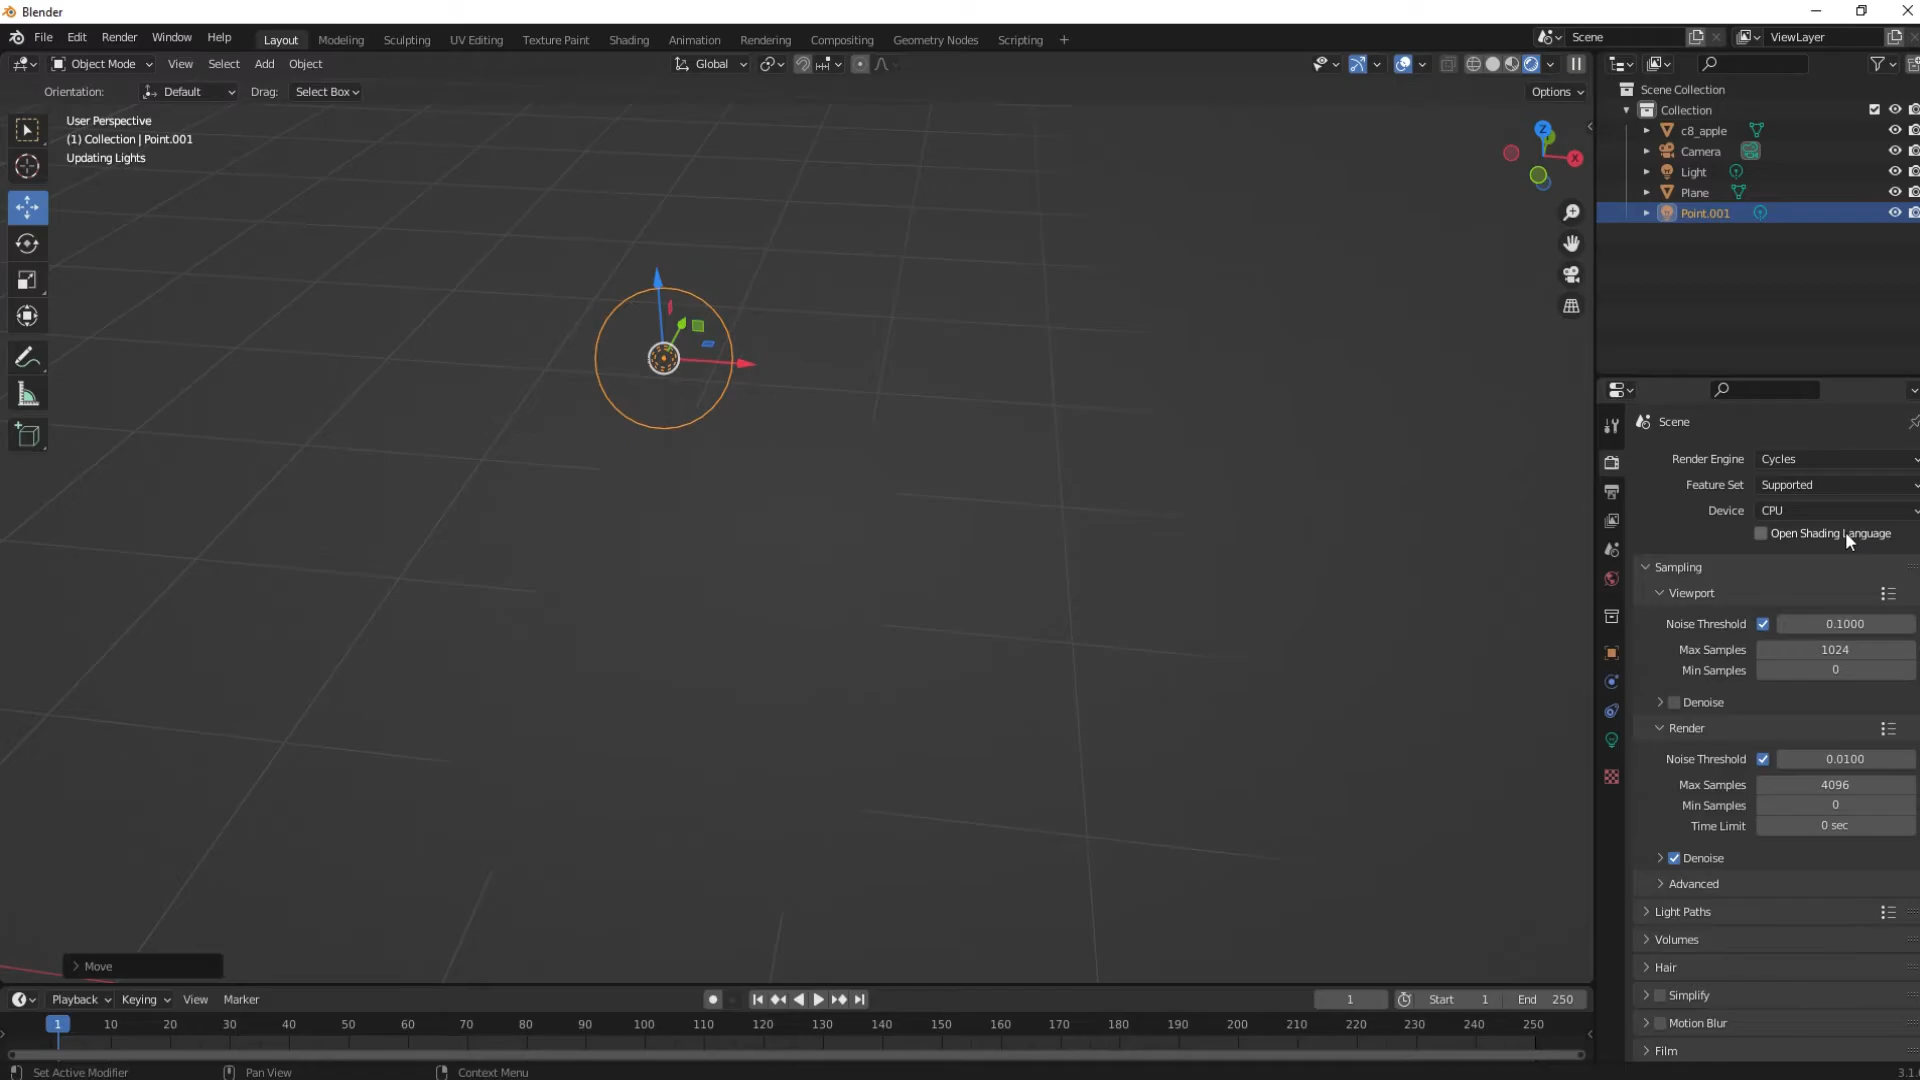 Blender
File Edit Render Window Help
Layout Modeling Sculpting UV Editing Texture Paint Shading Animation Rendering Compositing Geometry Nodes Scripting +
Scene
ViewLayer
Object Mode View Select Add Object
Global
Orientation: Default Drag: Select Box
Options
User Perspective
(1) Collection | Point.001
Updating Lights
Z
X
Scene Collection
Collection
c8_apple
Camera
Light
Plane
Point.001
Scene
Render Engine Cycles
Feature Set Supported
Device CPU
Open Shading Language
Sampling
Viewport
Noise Threshold 0.1000
Max Samples 1024
Min Samples 0
Denoise
Render
Noise Threshold 0.0100
Max Samples 4096
Min Samples 0
Time Limit 0 sec
Denoise
Advanced
Light Paths
Volumes
Hair
Simplify
Motion Blur
Film
Move
Playback Keying View Marker
1 Start 1 End 250
1 10 20 30 40 50 60 70 80 90 100 110 120 130 140 150 160 170 180 190 200 210 220 230 240 250
Set Active Modifier Pan View Context Menu